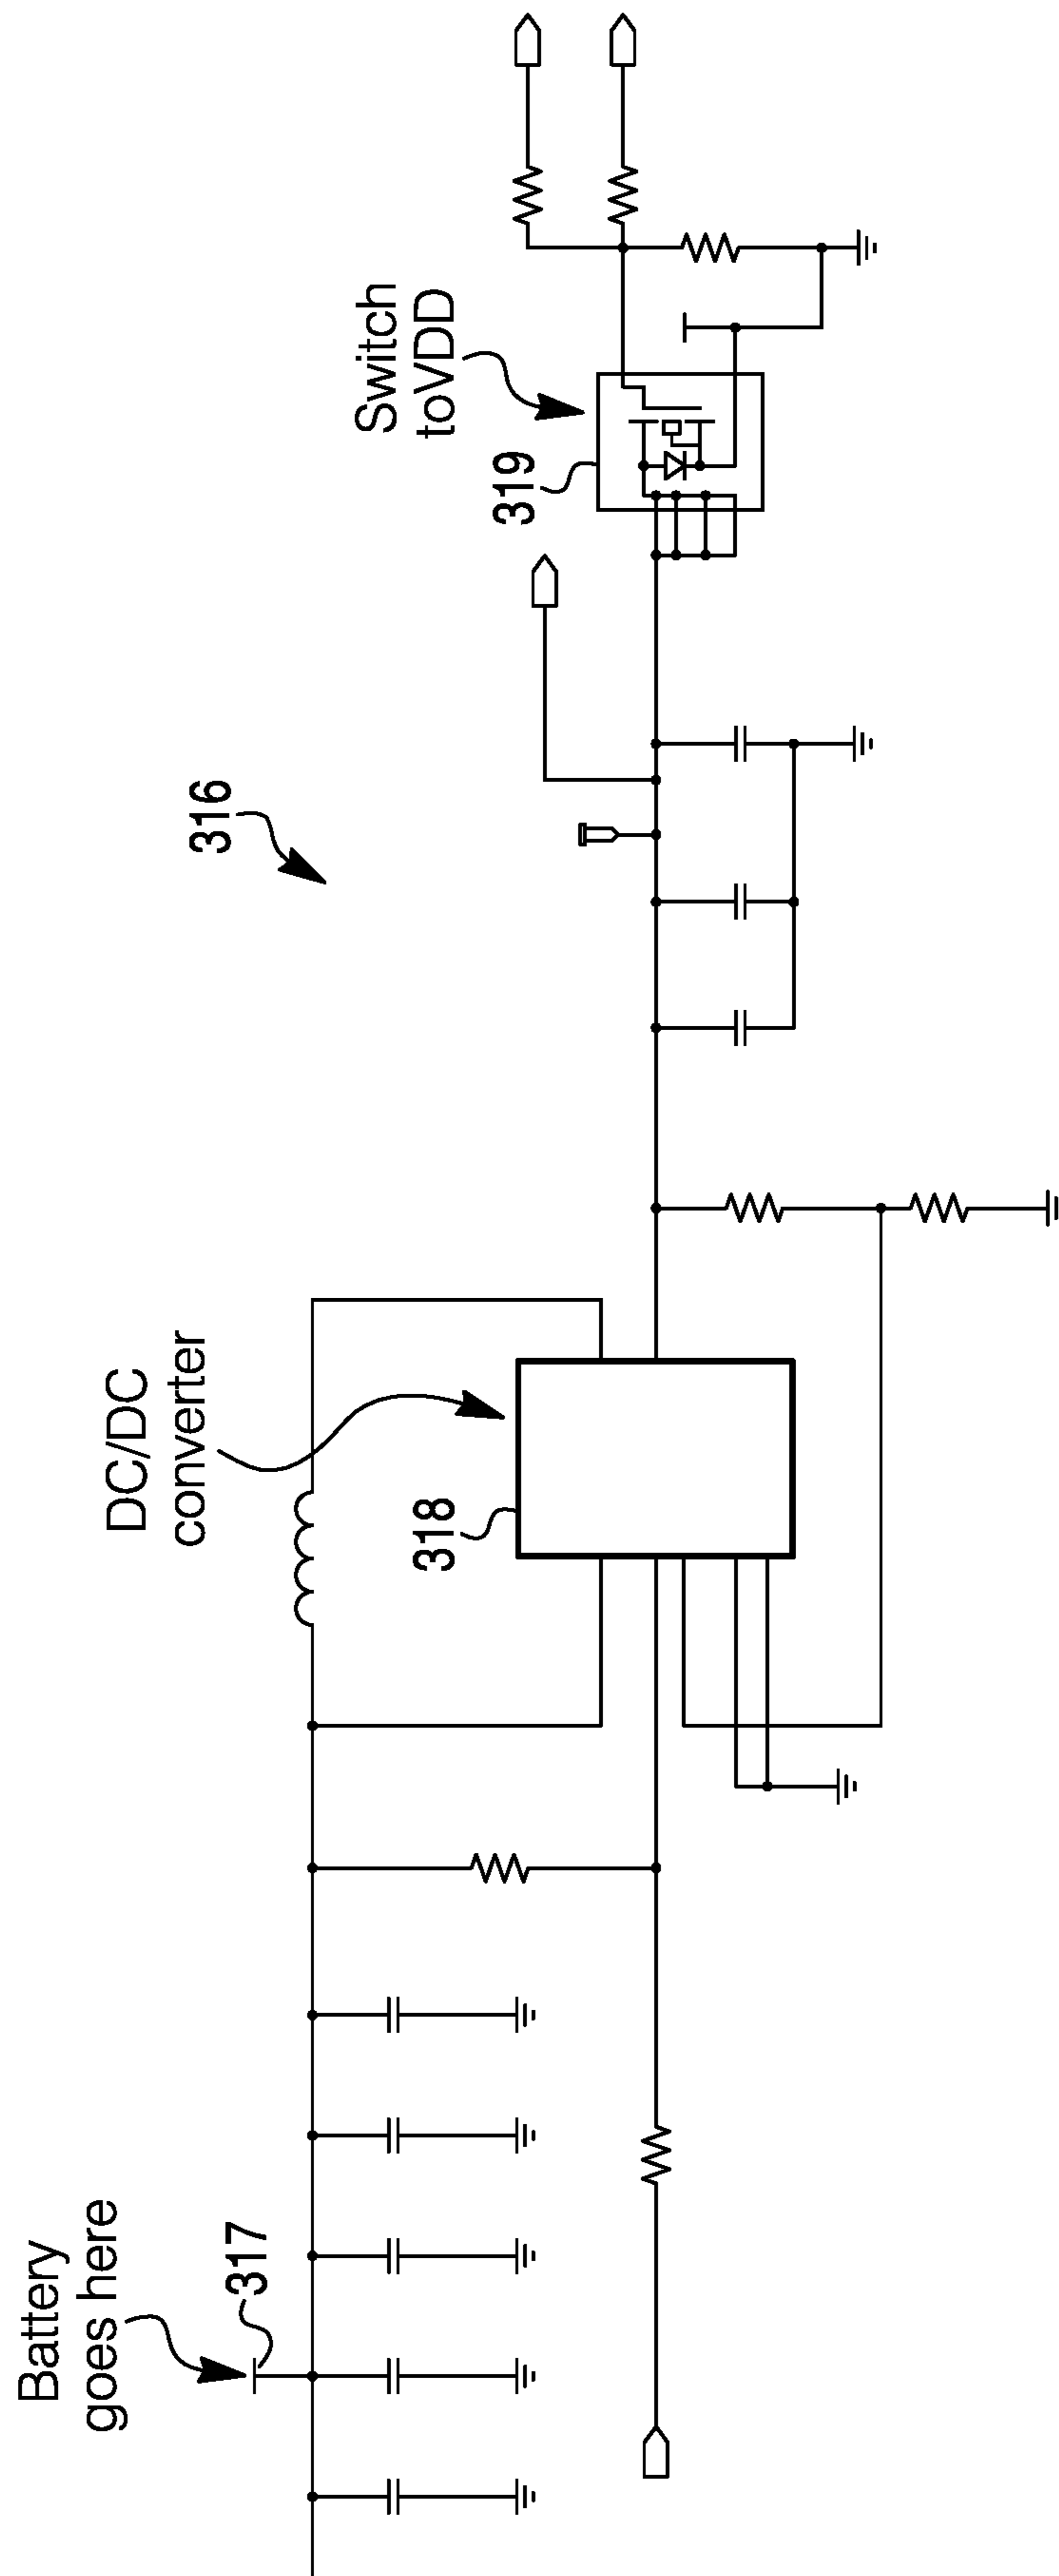 Battery
goes here
317
DC/DC
converter
318
316
Switch
toVDD
319